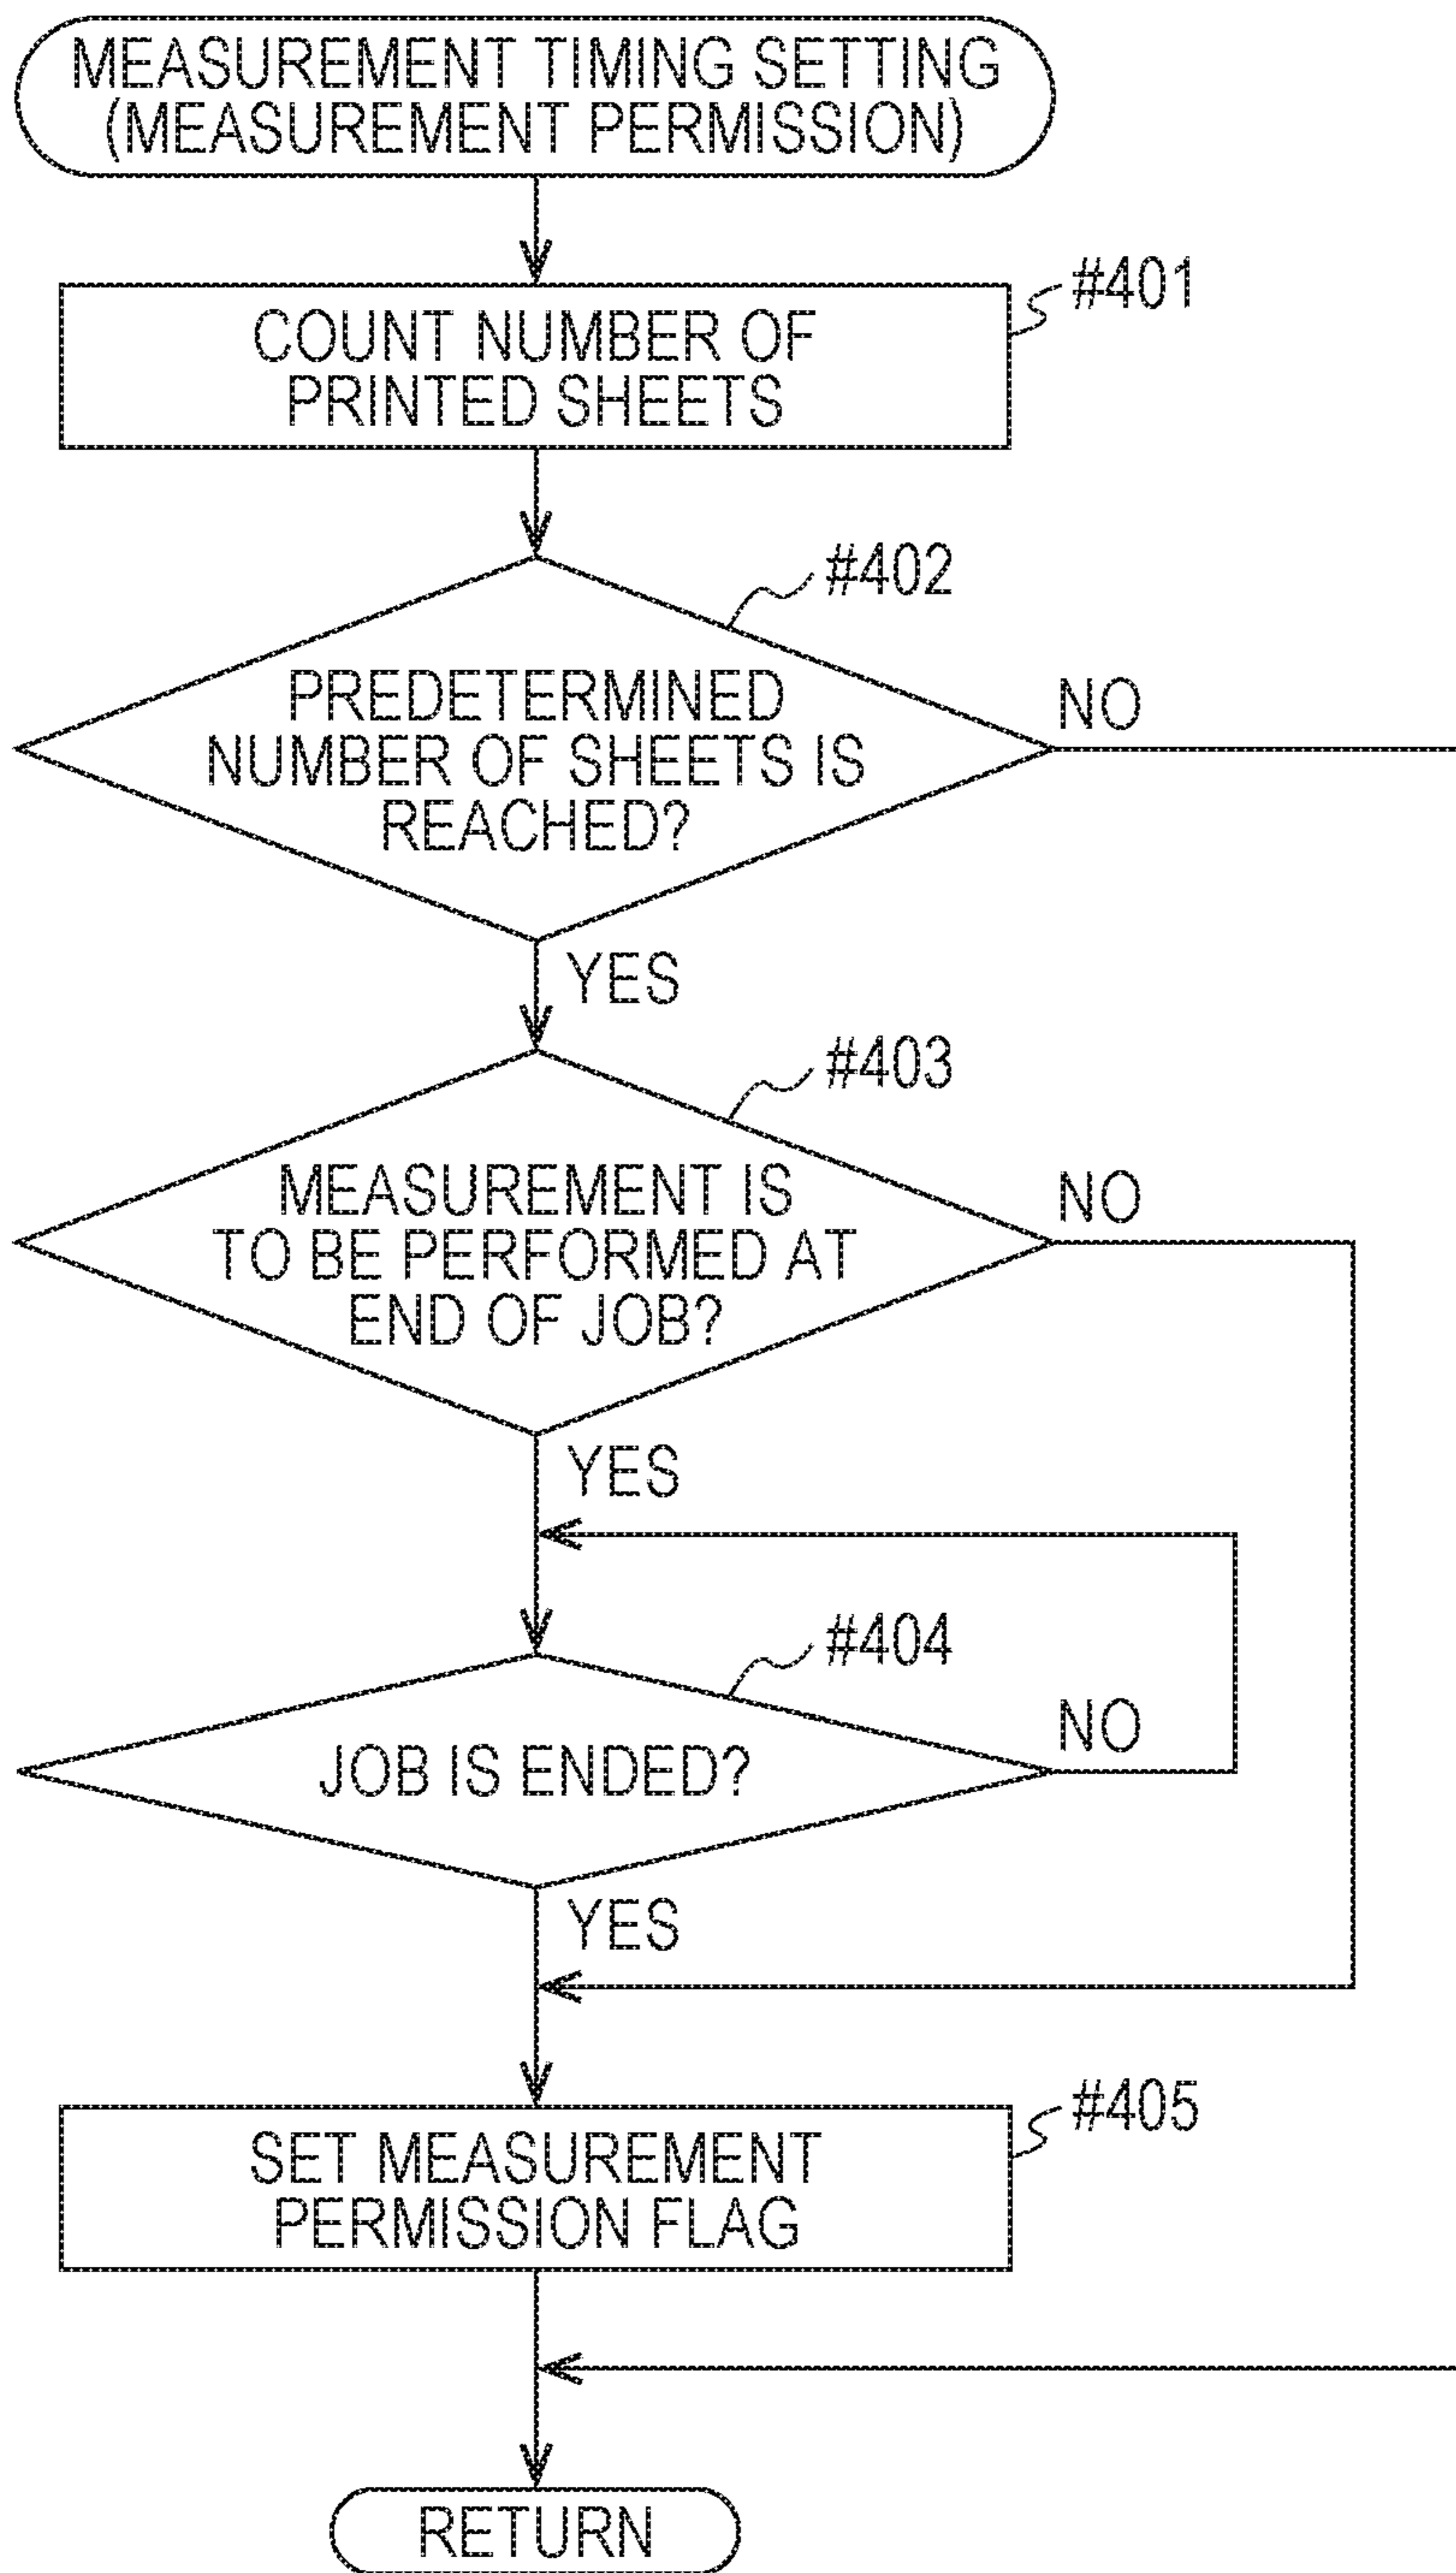 MEASUREMENT TIMING SETTING
(MEASUREMENT PERMISSION)
#401
COUNT NUMBER OF
PRINTED SHEETS
#402
PREDETERMINED
NUMBER OF SHEETS IS
REACHED?
NO
YES
#403
MEASUREMENT IS
TO BE PERFORMED AT
END OF JOB?
NO
YES
#404
JOB IS ENDED?
NO
YES
#405
SET MEASUREMENT
PERMISSION FLAG
RETURN